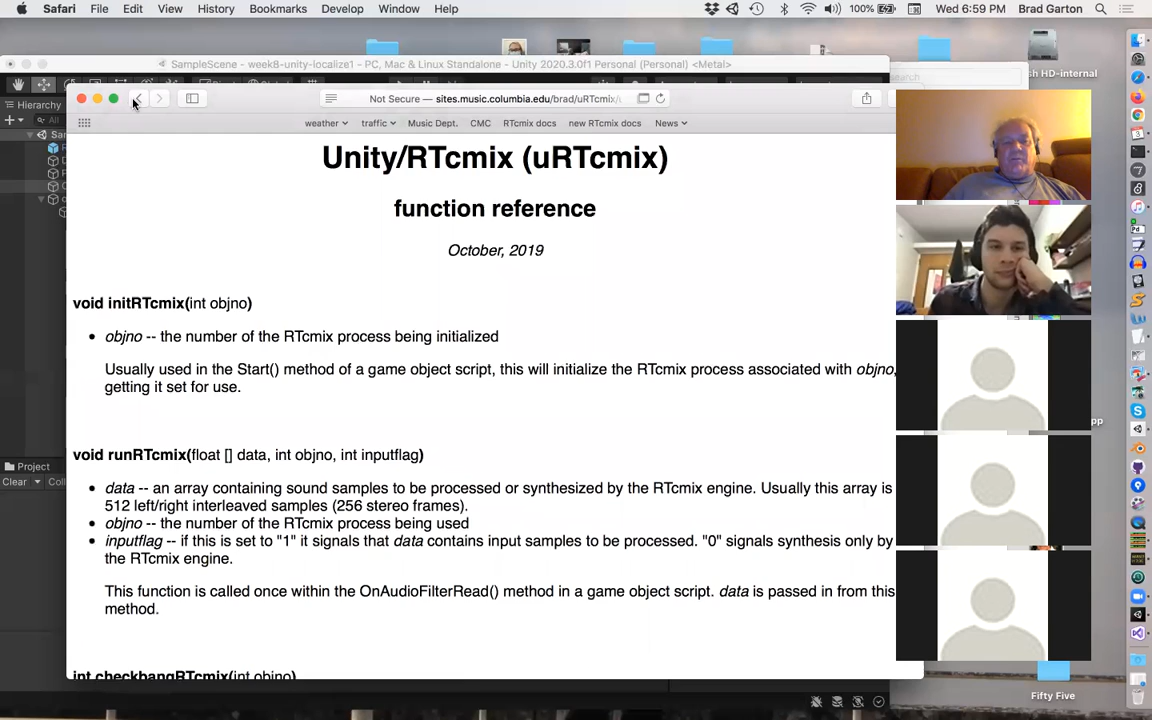 Safari File Edit View History Bookmarks Develop Window Help
100% Wed 6:59 PM Brad Garton
SampleScene - week8-unity-localize1 - PC, Mac & Linux Standalone - Unity 2020.3.0f1 Personal (Personal) <Metal>
Hierarchy
All
Project
Clear
Not Secure — sites.music.columbia.edu/brad/uRTcmix/
weather traffic Music Dept. CMC RTcmix docs new RTcmix docs News
Unity/RTcmix (uRTcmix)
function reference
October, 2019
void initRTcmix(int objno)
• objno -- the number of the RTcmix process being initialized
Usually used in the Start() method of a game object script, this will initialize the RTcmix process associated with objno,
getting it set for use.
void runRTcmix(float [] data, int objno, int inputflag)
• data -- an array containing sound samples to be processed or synthesized by the RTcmix engine. Usually this array is
512 left/right interleaved samples (256 stereo frames).
• objno -- the number of the RTcmix process being used
• inputflag -- if this is set to "1" it signals that data contains input samples to be processed. "0" signals synthesis only by
the RTcmix engine.
This function is called once within the OnAudioFilterRead() method in a game object script. data is passed in from this
method.
int checkbangRTcmix(int objno)
search
sh HD-internal
Fifty Five